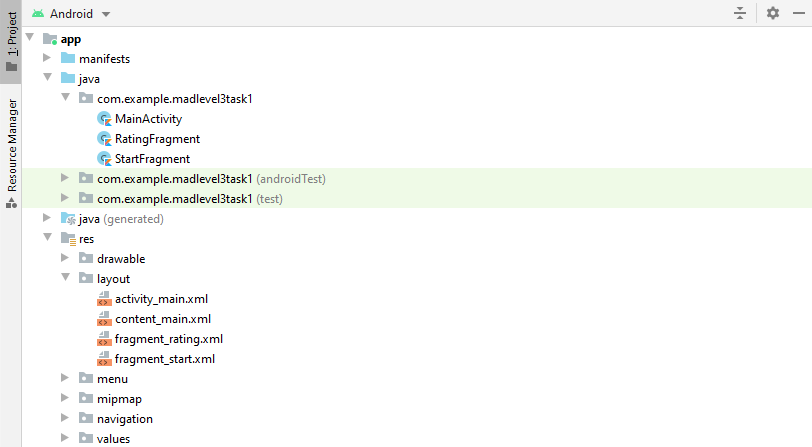 Android
1: Project
Resource Manager
app
manifests
java
com.example.madlevel3task1
MainActivity
RatingFragment
StartFragment
com.example.madlevel3task1 (androidTest)
com.example.madlevel3task1 (test)
java (generated)
res
drawable
layout
activity_main.xml
content_main.xml
fragment_rating.xml
fragment_start.xml
menu
mipmap
navigation
values